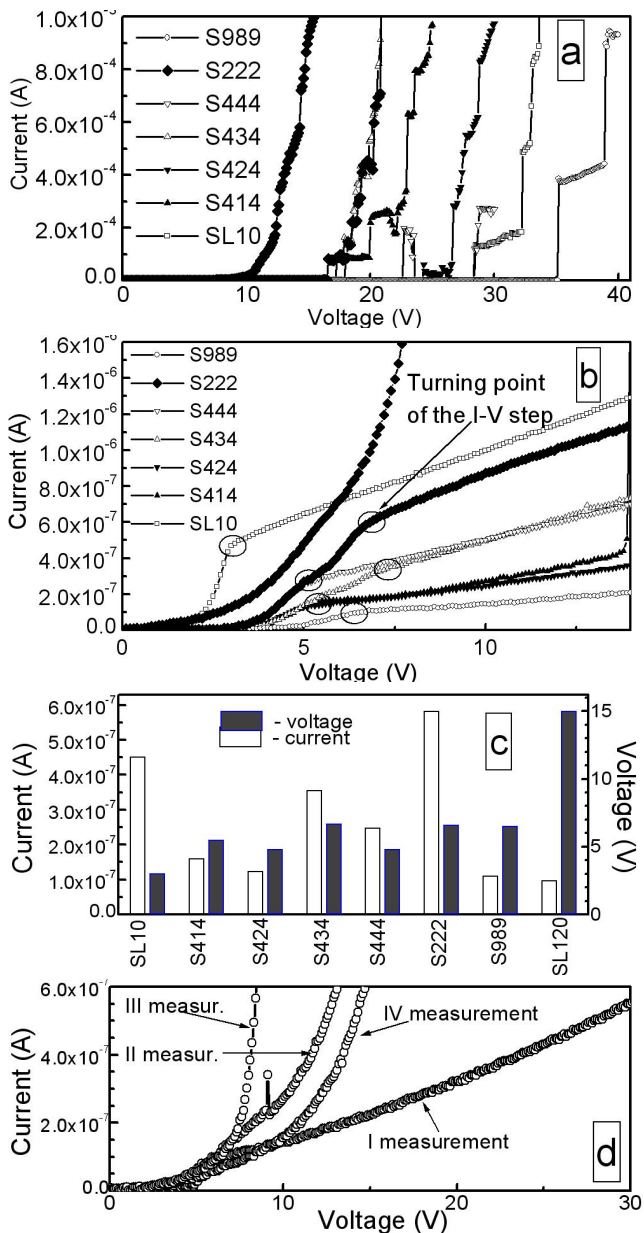 1.0x10⁻³
8.0x10⁻⁴
6.0x10⁻⁴
4.0x10⁻⁴
2.0x10⁻⁴
0.0
Current (A)
S989
S222
S444
S434
S424
S414
SL10
a
0 10 20 30 40
Voltage (V)
1.6x10⁻⁶
1.4x10⁻⁶
1.2x10⁻⁶
1.0x10⁻⁶
8.0x10⁻⁷
6.0x10⁻⁷
4.0x10⁻⁷
2.0x10⁻⁷
0.0
Current (A)
S989
S222
S444
S434
S424
S414
SL10
Turning point
of the I-V step
b
0 5 10
Voltage (V)
6.0x10⁻⁷
5.0x10⁻⁷
4.0x10⁻⁷
3.0x10⁻⁷
2.0x10⁻⁷
1.0x10⁻⁷
0.0
Current (A)
- voltage
- current
c
15
10
5
0
Voltage (V)
SL10
S414
S424
S434
S444
S222
S989
SL120
6.0x10⁻⁷
4.0x10⁻⁷
2.0x10⁻⁷
0.0
Current (A)
III measur.
II measur.
IV measurement
I measurement
d
0 10 20 30
Voltage (V)